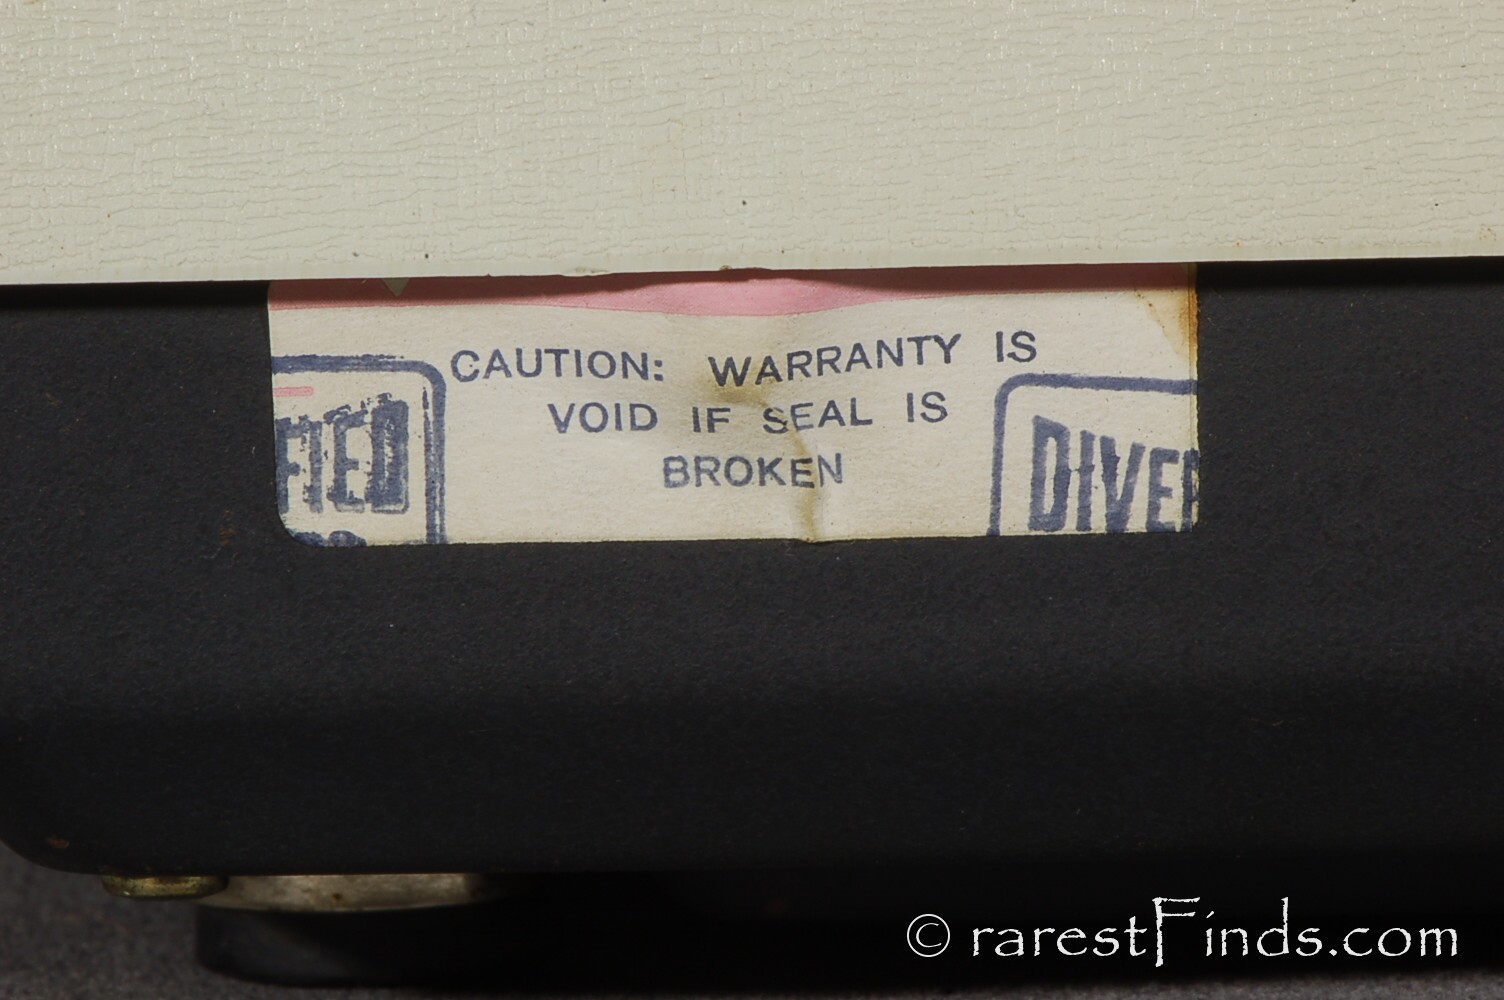 CAUTION: WARRANTY IS
VOID IF SEAL IS
BROKEN
FIED
DIVER
© rarestFinds.com